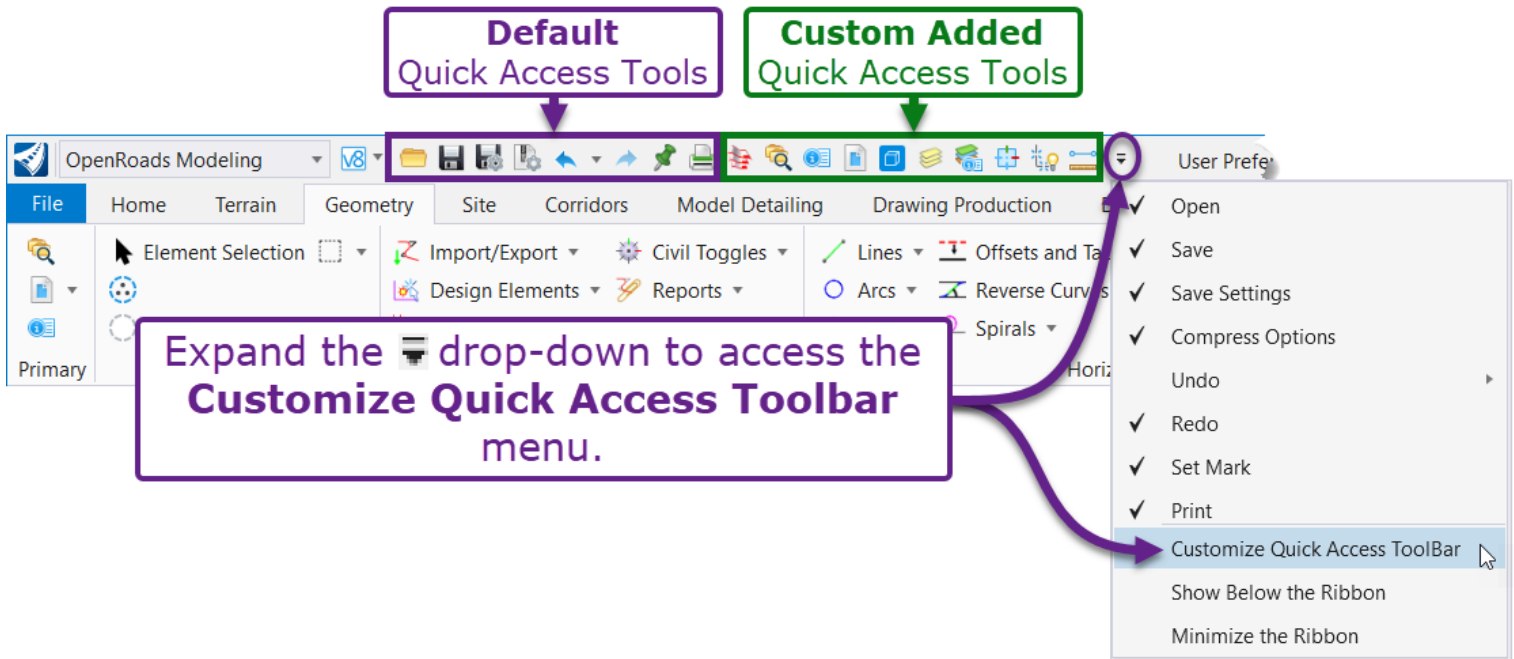 Default
Quick Access Tools
Custom Added
Quick Access Tools
OpenRoads Modeling
V8
User Prefe
File Home Terrain Geometry Site Corridors Model Detailing Drawing Production
Element Selection Import/Export Civil Toggles Lines Offsets and Ta
Design Elements Reports Arcs Reverse Curves
Spirals
Primary
Horiz
Expand the drop-down to access the
Customize Quick Access Toolbar
menu.
Open
Save
Save Settings
Compress Options
Undo
Redo
Set Mark
Print
Customize Quick Access ToolBar
Show Below the Ribbon
Minimize the Ribbon